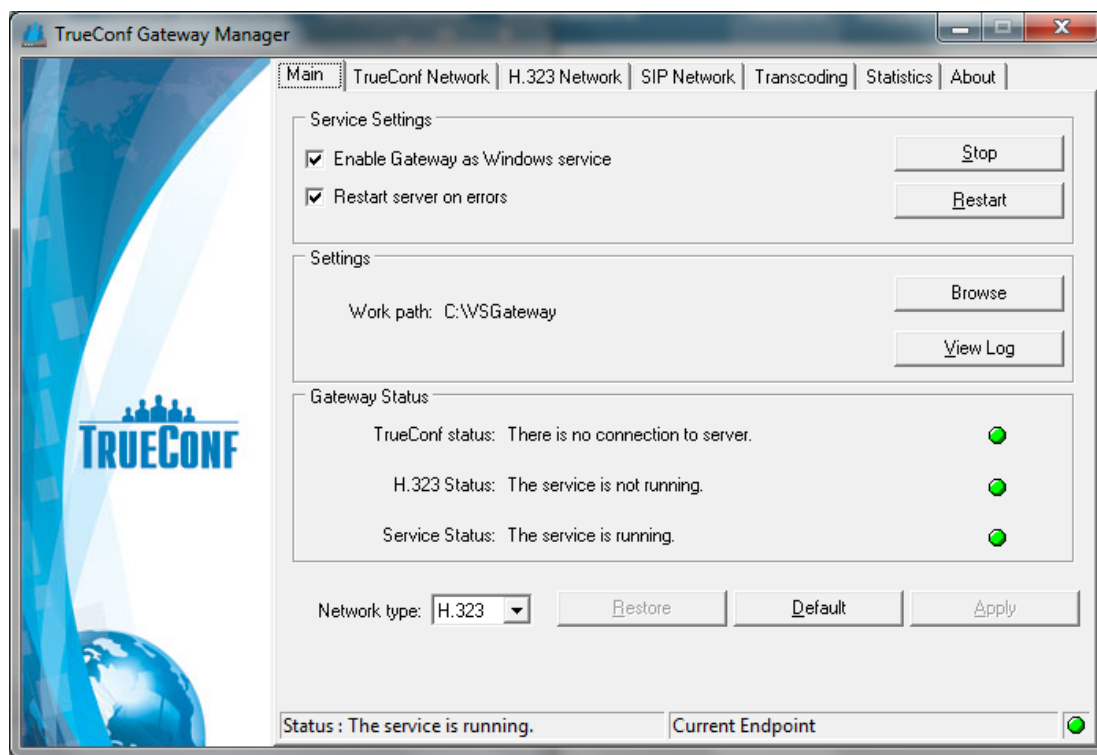 TrueConf Gateway Manager
Main TrueConf Network H.323 Network SIP Network Transcoding Statistics About
Service Settings
Enable Gateway as Windows service
Stop
Restart server on errors
Restart
Settings
Browse
Work path: C:\VSGateway
View Log
Gateway Status
TrueConf status: There is no connection to server.
TRUECONF
H.323 Status: The service is not running.
Service Status: The service is running.
Network type: H.323 Restore Default Apply
Status : The service is running. Current Endpoint